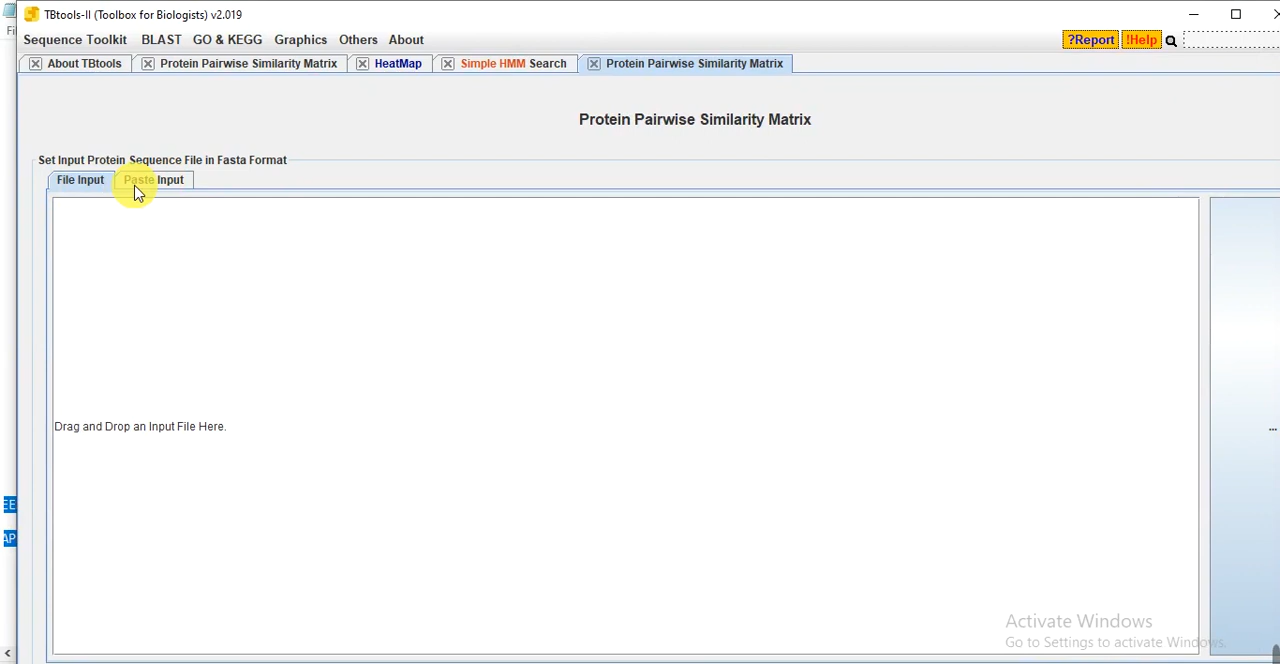 TBtools-II (Toolbox for Biologists) v2.019
Sequence Toolkit BLAST GO & KEGG Graphics Others About
?Report !Help
About TBtools Protein Pairwise Similarity Matrix HeatMap Simple HMM Search Protein Pairwise Similarity Matrix
Protein Pairwise Similarity Matrix
Set Input Protein Sequence File in Fasta Format
File Input Paste Input
Drag and Drop an Input File Here.
...
EE
AP
Activate Windows
Go to Settings to activate Windows.